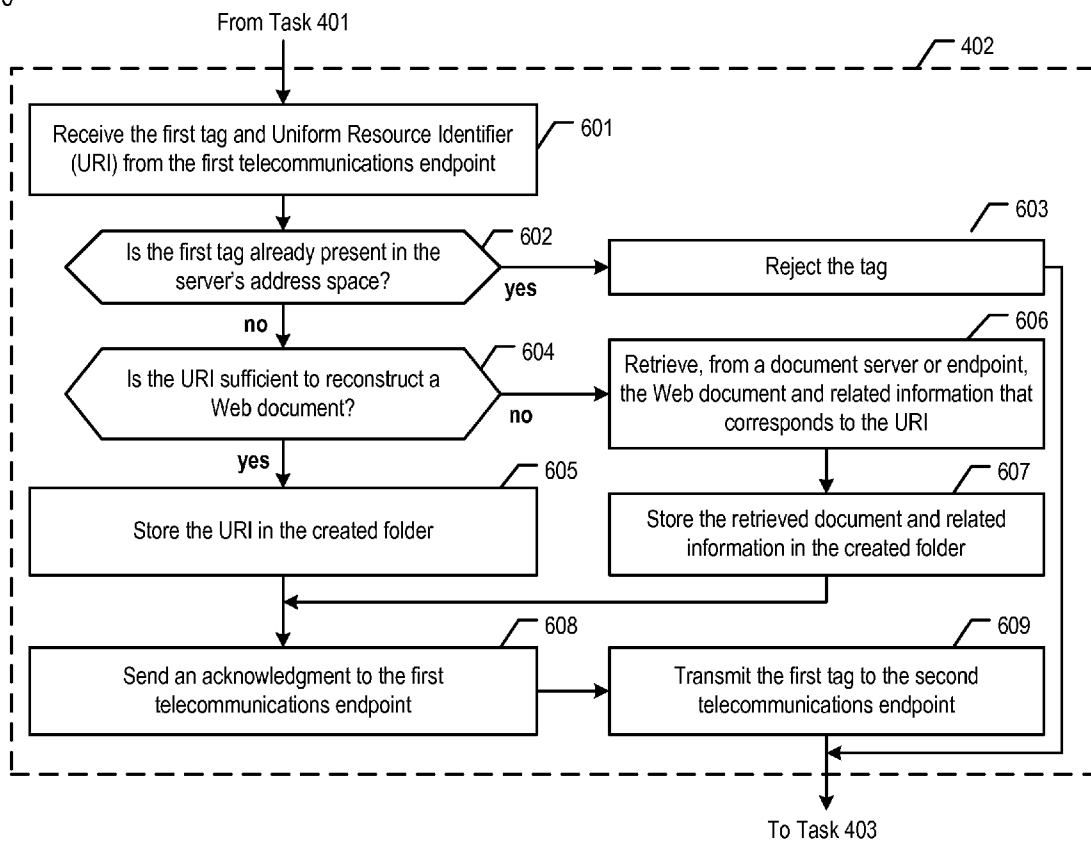 From Task 401
402
Receive the first tag and Uniform Resource Identifier
(URI) from the first telecommunications endpoint
601
Is the first tag already present in the
server's address space?
602
yes
no
Reject the tag
603
Is the URI sufficient to reconstruct a
Web document?
604
no
yes
Retrieve, from a document server or endpoint,
the Web document and related information that
corresponds to the URI
606
Store the URI in the created folder
605
Store the retrieved document and related
information in the created folder
607
Send an acknowledgment to the first
telecommunications endpoint
608
Transmit the first tag to the second
telecommunications endpoint
609
To Task 403